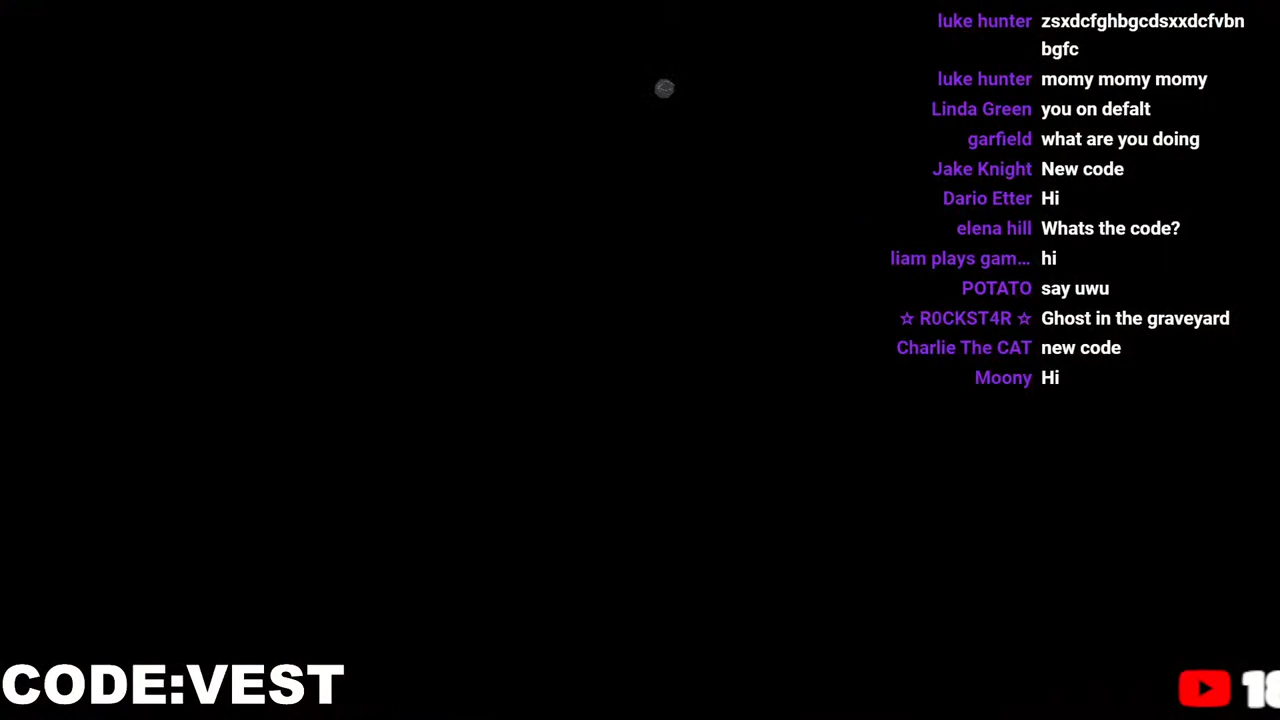 luke hunter zsxdcfghbgcdsxxdcfvbn
bgfc
luke hunter momy momy momy
Linda Green you on defalt
garfield what are you doing
Jake Knight New code
Dario Etter Hi
elena hill Whats the code?
liam plays gam... hi
POTATO say uwu
☆ R0CKST4R ☆ Ghost in the graveyard
Charlie The CAT new code
Moony Hi
CODE:VEST